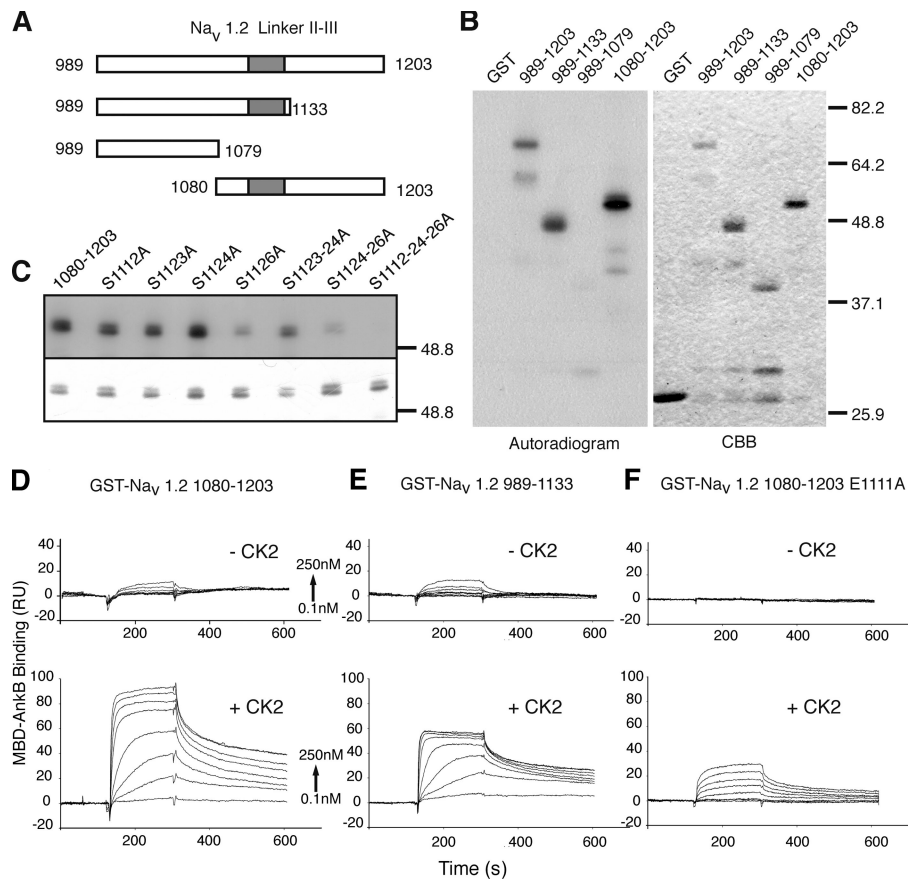 A
Nav 1.2 Linker II-III
989
1203
989
1133
989
1079
1080
1203
B
GST
989-1203
989-1133
989-1079
1080-1203
GST
989-1203
989-1133
989-1079
1080-1203
82.2
64.2
48.8
37.1
25.9
Autoradiogram
CBB
C
1080-1203
S1112A
S1123A
S1124A
S1126A
S1123-24A
S1124-26A
S1112-24-26A
48.8
48.8
D
GST-Nav 1.2 1080-1203
E
GST-Nav 1.2 989-1133
F
GST-Nav 1.2 1080-1203 E1111A
MBD-AnkB Binding (RU)
40
20
0
-20
- CK2
250nM
0.1nM
200 400 600
40
20
0
-20
- CK2
200 400 600
40
20
0
-20
- CK2
200 400 600
100
80
60
40
20
0
-20
+ CK2
250nM
0.1nM
200 400 600
100
80
60
40
20
0
-20
+ CK2
200 400 600
100
80
60
40
20
0
-20
+ CK2
200 400 600
Time (s)